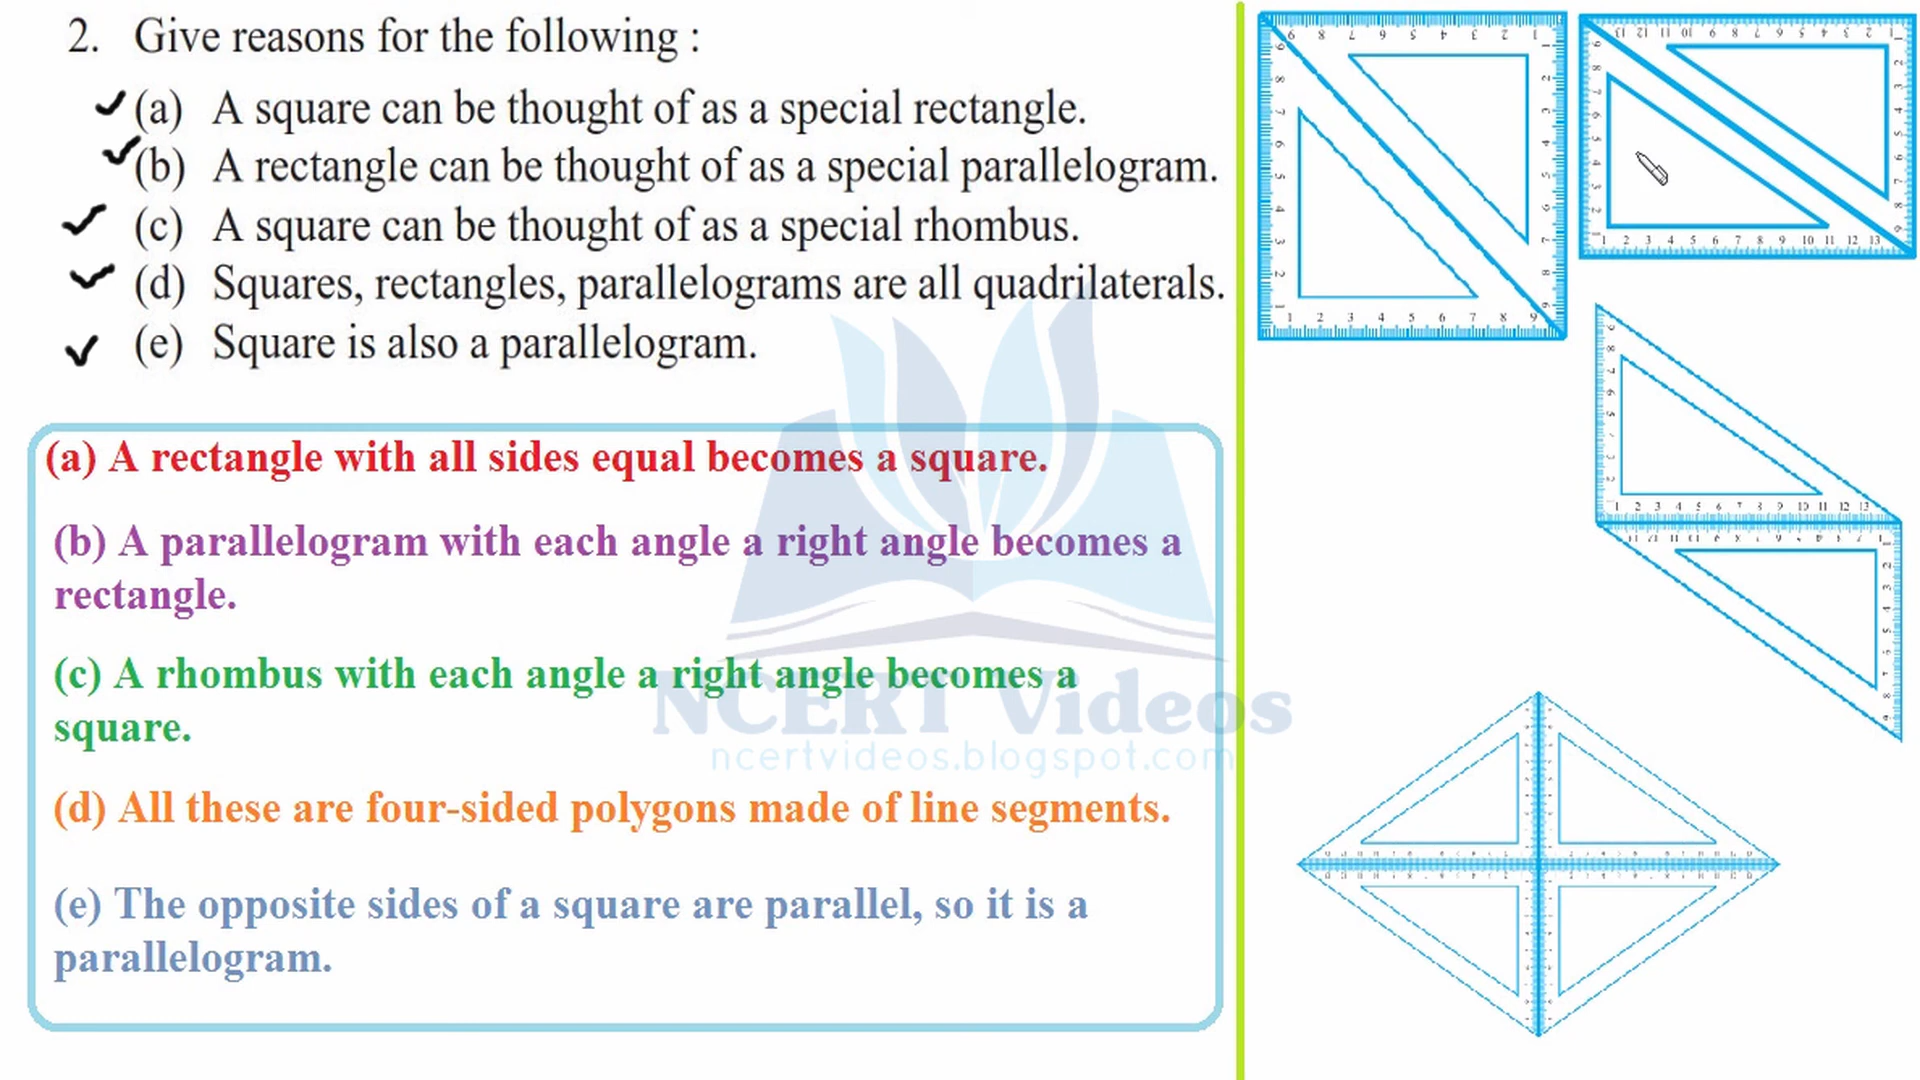 2. Give reasons for the following :
(a) A square can be thought of as a special rectangle.
(b) A rectangle can be thought of as a special parallelogram.
(c) A square can be thought of as a special rhombus.
(d) Squares, rectangles, parallelograms are all quadrilaterals.
(e) Square is also a parallelogram.
(a) A rectangle with all sides equal becomes a square.
(b) A parallelogram with each angle a right angle becomes a
rectangle.
(c) A rhombus with each angle a right angle becomes a
square.
NCERT Videos
ncertvideos.blogspot.com
(d) All these are four-sided polygons made of line segments.
(e) The opposite sides of a square are parallel, so it is a
parallelogram.